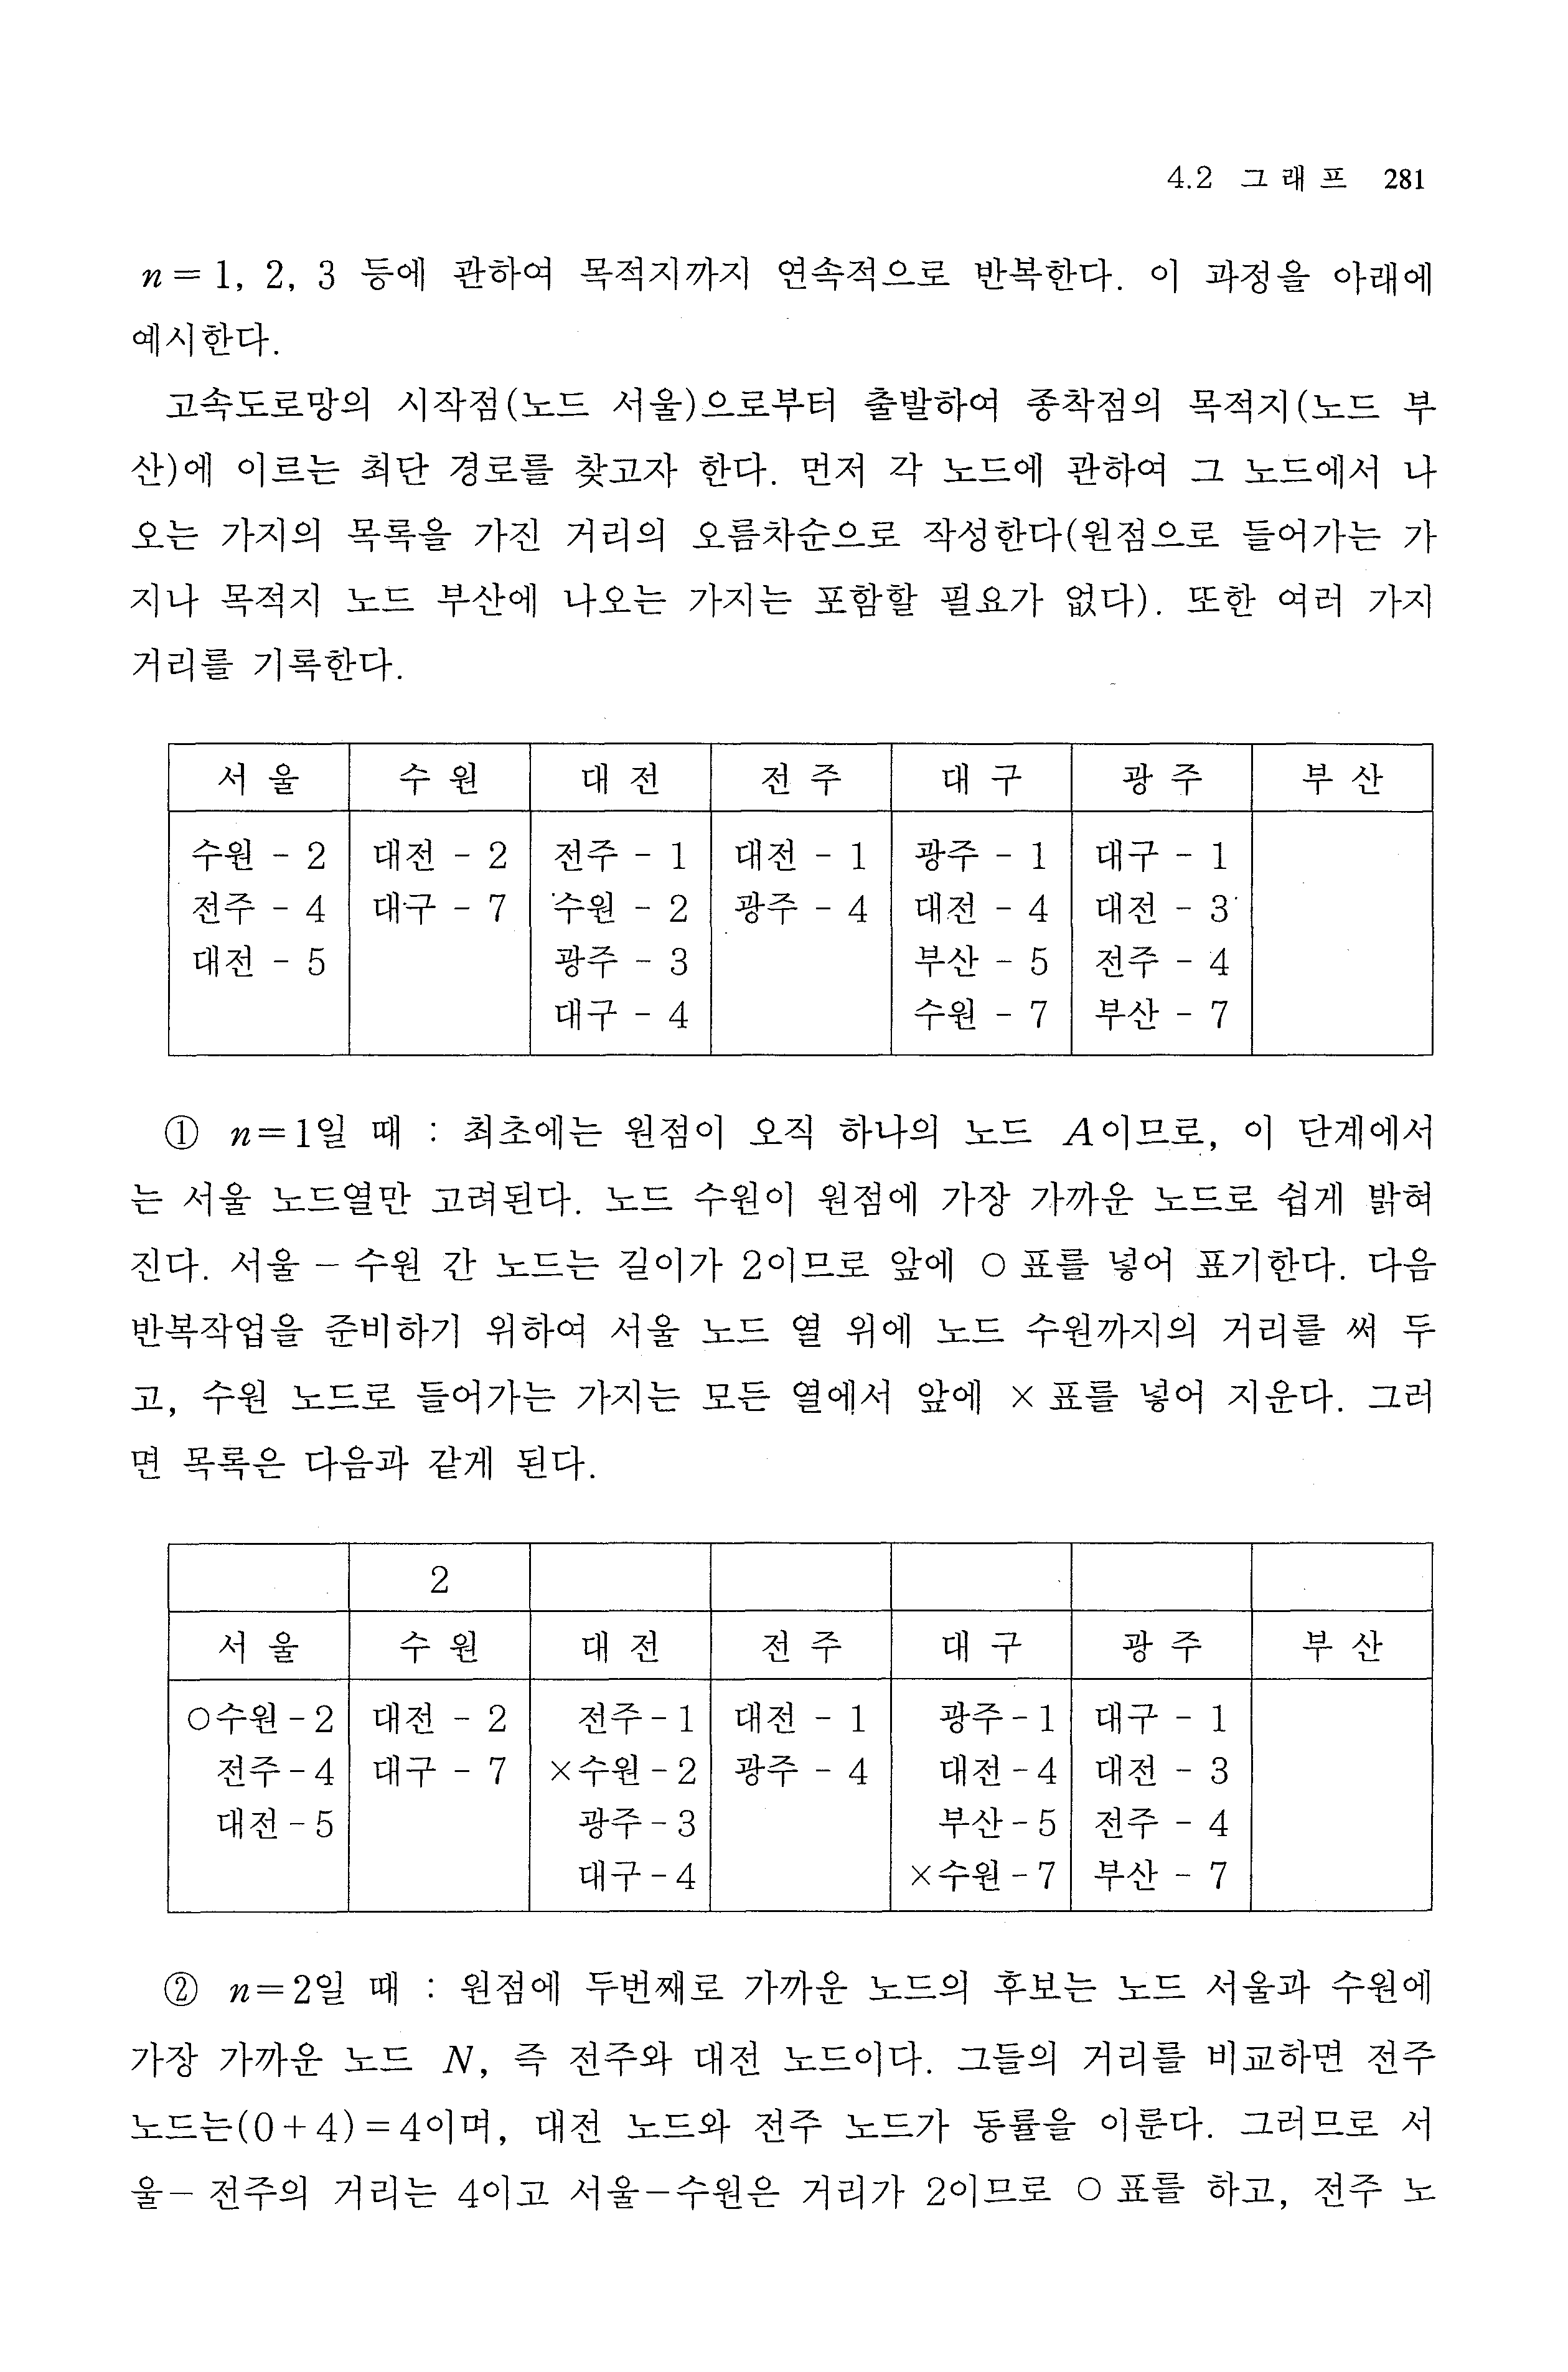 4.2 그 래 프 281
n = 1, 2, 3 등에 관하여 목적지까지 연속적으로 반복한다. 이 과정을 아래에
예시한다.
고속도로망의 시작점(노드 서울)으로부터 출발하여 종착점의 목적지(노드 부
산)에 이르는 최단 경로를 찾고자 한다. 먼저 각 노드에 관하여 그 노드에서 나
오는 가지의 목록을 가진 거리의 오름차순으로 작성한다(원점으로 들어가는 가
지나 목적지 노드 부산에 나오는 가지는 포함할 필요가 없다). 또한 여러 가지
거리를 기록한다.
서 울 수 원 대 전 전 주 대 구 광 주 부 산
수원 - 2 대전 - 2 전주 - 1 대전 - 1 광주 - 1 대구 - 1
전주 - 4 대구 - 7 수원 - 2 광주 - 4 대전 - 4 대전 - 3
대전 - 5 광주 - 3 부산 - 5 전주 - 4
대구 - 4 수원 - 7 부산 - 7
① n=1일 때 : 최초에는 원점이 오직 하나의 노드 A이므로, 이 단계에서
는 서울 노드열만 고려된다. 노드 수원이 원점에 가장 가까운 노드로 쉽게 밝혀
진다. 서울 - 수원 간 노드는 길이가 2이므로 앞에 ○ 표를 넣어 표기한다. 다음
반복작업을 준비하기 위하여 서울 노드 열 위에 노드 수원까지의 거리를 써 두
고, 수원 노드로 들어가는 가지는 모든 열에서 앞에 × 표를 넣어 지운다. 그러
면 목록은 다음과 같게 된다.
2
서 울 수 원 대 전 전 주 대 구 광 주 부 산
○수원-2 대전 - 2 전주-1 대전 - 1 광주-1 대구 - 1
전주-4 대구 - 7 ×수원-2 광주 - 4 대전-4 대전 - 3
대전-5 광주-3 부산-5 전주 - 4
대구-4 ×수원-7 부산 - 7
② n=2일 때 : 원점에 두번째로 가까운 노드의 후보는 노드 서울과 수원에
가장 가까운 노드 N, 즉 전주와 대전 노드이다. 그들의 거리를 비교하면 전주
노드는(0+4)=4이며, 대전 노드와 전주 노드가 동률을 이룬다. 그러므로 서
울- 전주의 거리는 4이고 서울-수원은 거리가 2이므로 ○ 표를 하고, 전주 노